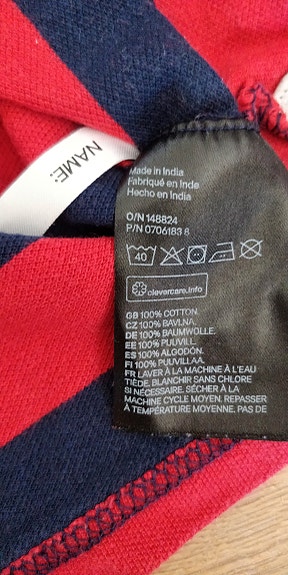 NAME:
Made in India
Fabriqué en Inde
Hecho en India
O/N 148824
P/N 0706183 8
40
clevercare.info
GB 100% COTTON.
CZ 100% BAVLNA.
DE 100% BAUMWOLLE.
EE 100% PUUVILL.
ES 100% ALGODÓN.
FI 100% PUUVILLAA.
FR LAVER À LA MACHINE À L'EAU
TIÈDE, BLANCHIR SANS CHLORE
SI NÉCESSAIRE. SÉCHER À LA
MACHINE CYCLE MOYEN, REPASSER
À TEMPÉRATURE MOYENNE, PAS DE